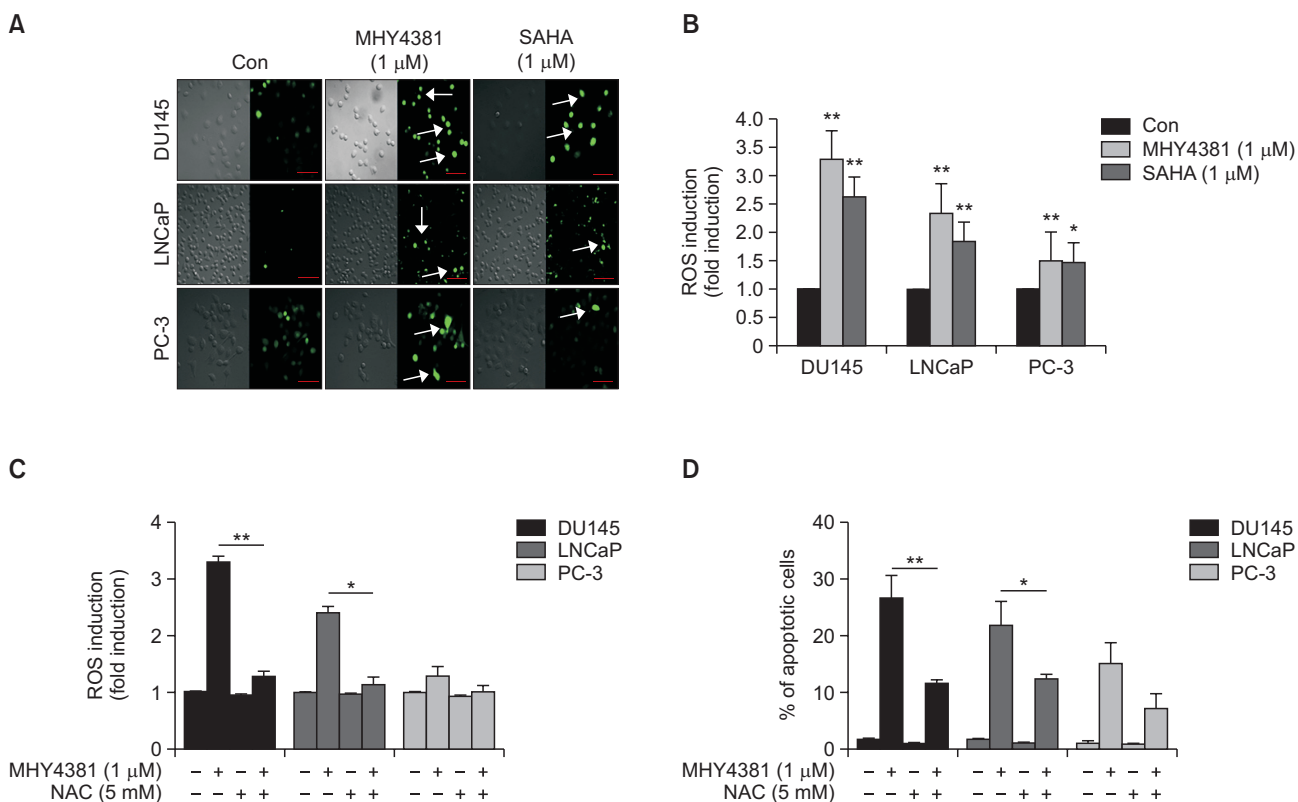 A
Con
MHY4381
(1 μM)
SAHA
(1 μM)
DU145
LNCaP
PC-3
B
ROS induction
(fold induction)
4.0
3.5
3.0
2.5
2.0
1.5
1.0
0.5
0
** **
** **
** *
DU145 LNCaP PC-3
Con
MHY4381 (1 μM)
SAHA (1 μM)
C
ROS induction
(fold induction)
4
3
2
1
0
**
*
DU145
LNCaP
PC-3
MHY4381 (1 μM) − + − + − + − + − + − +
NAC (5 mM) − − + + − − + + − − + +
D
% of apoptotic cells
40
30
20
10
0
**
*
DU145
LNCaP
PC-3
MHY4381 (1 μM) − + − + − + − + − + − +
NAC (5 mM) − − + + − − + + − − + +